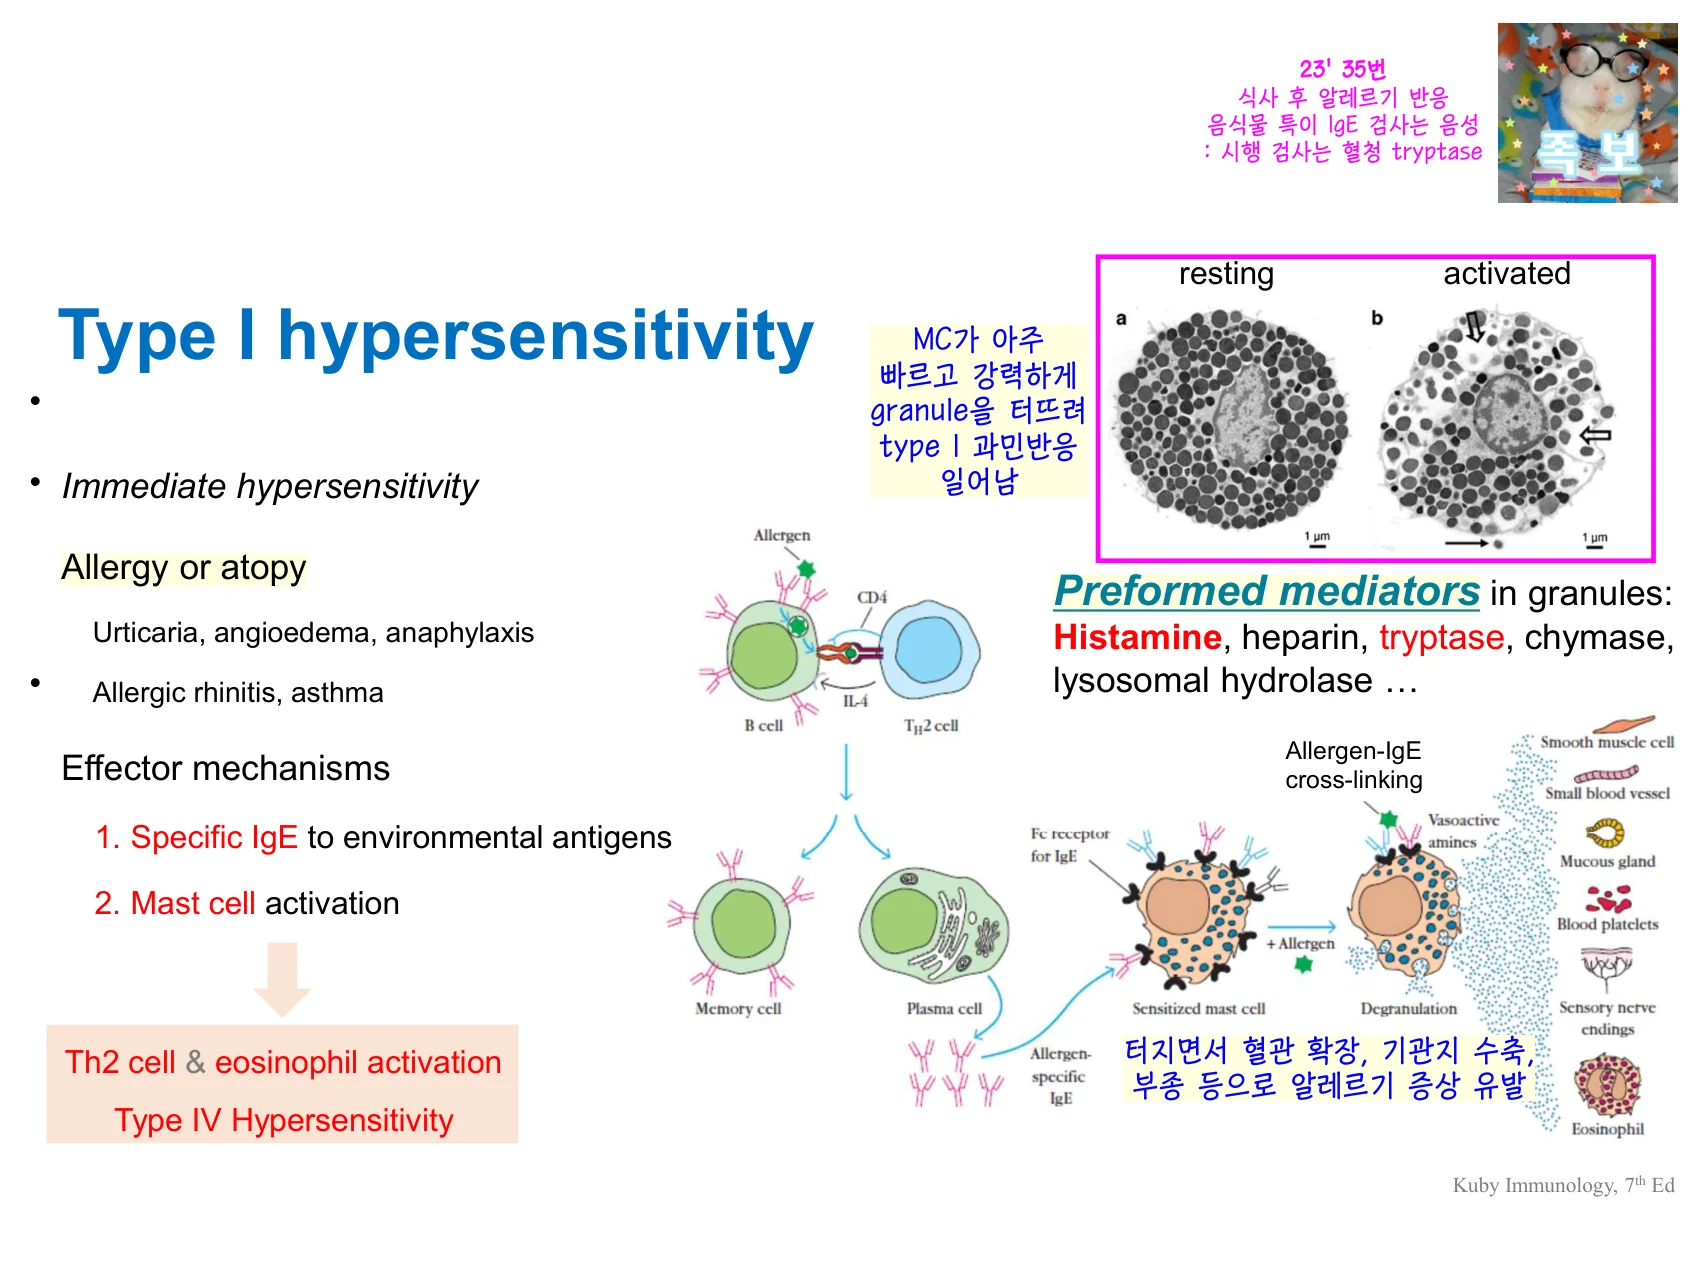 23' 35번
식사 후 알레르기 반응
음식물 특이 IgE 검사는 음성
: 시행 검사는 혈청 tryptase
족보
Type I hypersensitivity
• 
• Immediate hypersensitivity
Allergy or atopy
Urticaria, angioedema, anaphylaxis
• Allergic rhinitis, asthma
Effector mechanisms
1. Specific IgE to environmental antigens
2. Mast cell activation
Th2 cell & eosinophil activation
Type IV Hypersensitivity
MC가 아주
빠르고 강력하게
granule을 터뜨려
type I 과민반응
일어남
resting
activated
a
b
1 µm
1 µm
Preformed mediators in granules:
Histamine, heparin, tryptase, chymase,
lysosomal hydrolase …
Allergen
CD4
IL-4
B cell
TH2 cell
Memory cell
Plasma cell
Allergen-
specific
IgE
Fc receptor
for IgE
Sensitized mast cell
+ Allergen
Allergen-IgE
cross-linking
Vasoactive
amines
Degranulation
터지면서 혈관 확장, 기관지 수축,
부종 등으로 알레르기 증상 유발
Smooth muscle cell
Small blood vessel
Mucous gland
Blood platelets
Sensory nerve
endings
Eosinophil
Kuby Immunology, 7th Ed